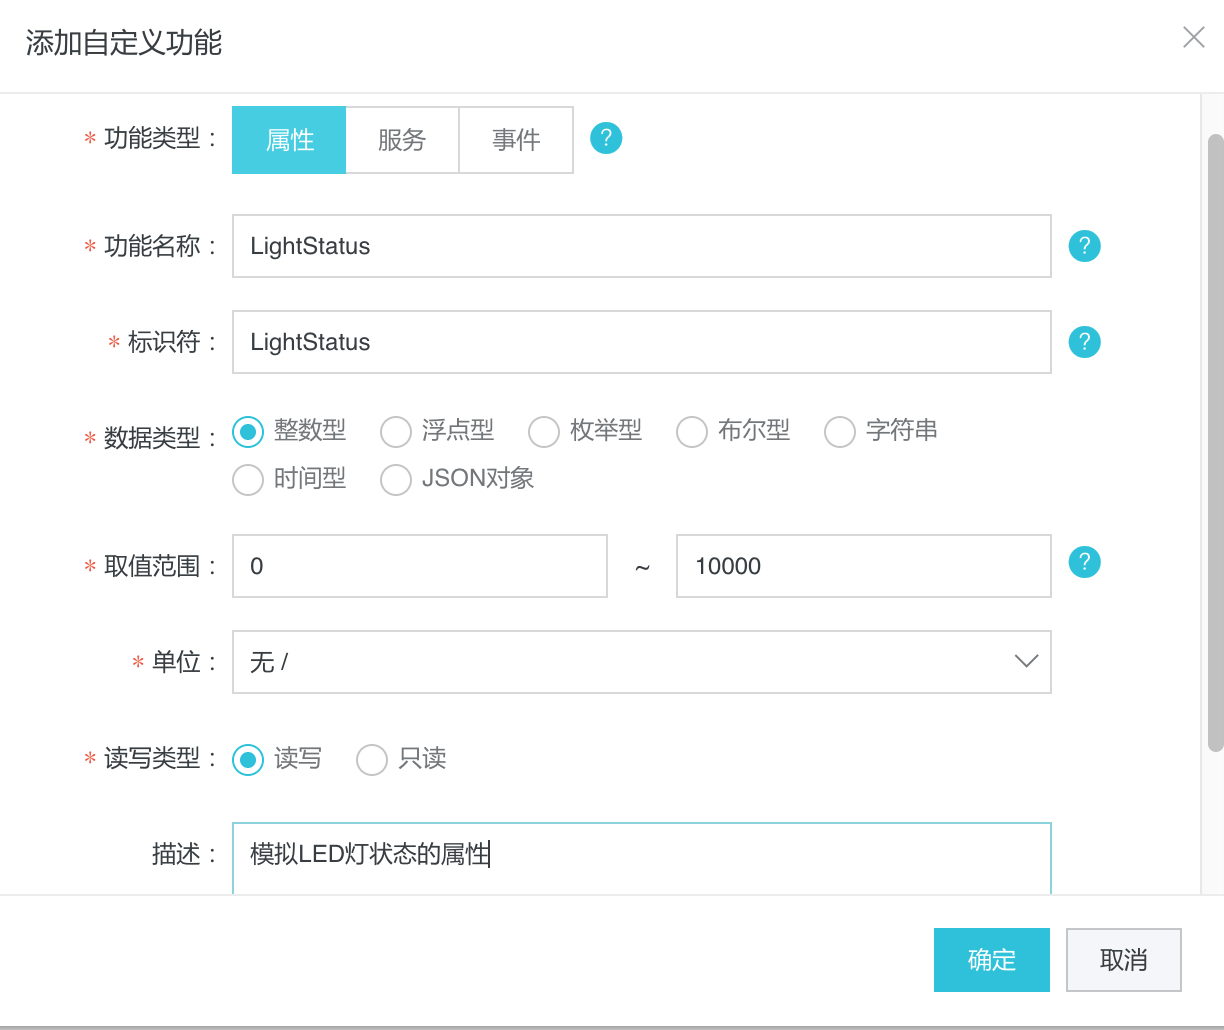 添加自定义功能
* 功能类型 : 属性 服务 事件 ?
* 功能名称 : LightStatus ?
* 标识符 : LightStatus ?
* 数据类型 : 整数型 浮点型 枚举型 布尔型 字符串
时间型 JSON对象
* 取值范围 : 0 ~ 10000 ?
* 单位 : 无 /
* 读写类型 : 读写 只读
描述 : 模拟LED灯状态的属性
确定 取消